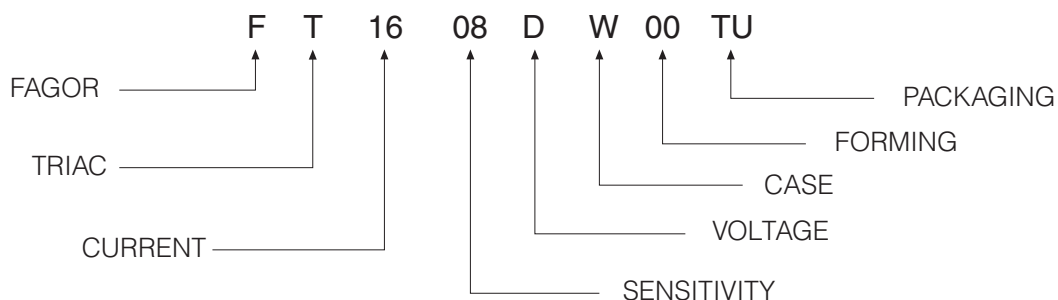 F T 16 08 D W 00 TU
FAGOR
PACKAGING
FORMING
TRIAC
CASE
VOLTAGE
CURRENT
SENSITIVITY